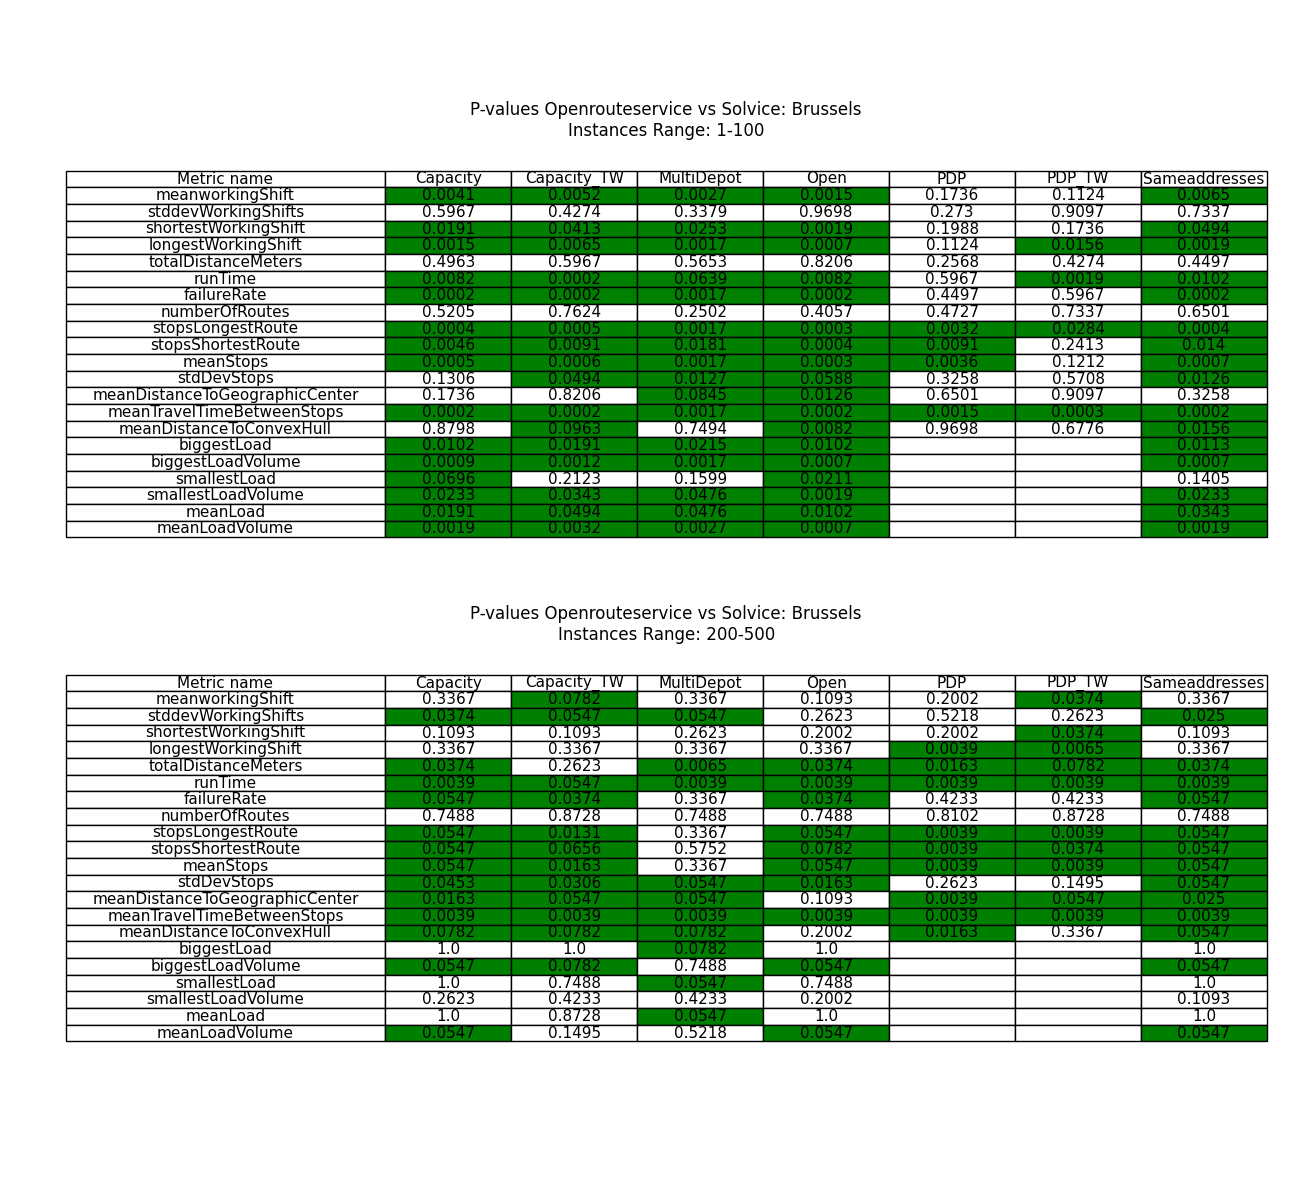 P-values Openrouteservice vs Solvice: Brussels
Instances Range: 1-100
Metric name Capacity Capacity_TW MultiDepot Open PDP PDP_TW Sameaddresses
meanworkingShift 0.0041 0.0052 0.0027 0.0015 0.1736 0.1124 0.0065
stddevWorkingShifts 0.5967 0.4274 0.3379 0.9698 0.273 0.9097 0.7337
shortestWorkingShift 0.0191 0.0413 0.0253 0.0019 0.1988 0.1736 0.0494
longestWorkingShift 0.0015 0.0065 0.0017 0.0007 0.1124 0.0156 0.0019
totalDistanceMeters 0.4963 0.5967 0.5653 0.8206 0.2568 0.4274 0.4497
runTime 0.0082 0.0002 0.0639 0.0082 0.5967 0.0019 0.0102
failureRate 0.0002 0.0002 0.0017 0.0002 0.4497 0.5967 0.0002
numberOfRoutes 0.5205 0.7624 0.2502 0.4057 0.4727 0.7337 0.6501
stopsLongestRoute 0.0004 0.0005 0.0017 0.0003 0.0032 0.0284 0.0004
stopsShortestRoute 0.0046 0.0091 0.0181 0.0004 0.0091 0.2413 0.014
meanStops 0.0005 0.0006 0.0017 0.0003 0.0036 0.1212 0.0007
stdDevStops 0.1306 0.0494 0.0127 0.0588 0.3258 0.5708 0.0126
meanDistanceToGeographicCenter 0.1736 0.8206 0.0845 0.0126 0.6501 0.9097 0.3258
meanTravelTimeBetweenStops 0.0002 0.0002 0.0017 0.0002 0.0015 0.0003 0.0002
meanDistanceToConvexHull 0.8798 0.0963 0.7494 0.0082 0.9698 0.6776 0.0156
biggestLoad 0.0102 0.0191 0.0215 0.0102 0.0113
biggestLoadVolume 0.0009 0.0012 0.0017 0.0007 0.0007
smallestLoad 0.0696 0.2123 0.1599 0.0211 0.1405
smallestLoadVolume 0.0233 0.0343 0.0476 0.0019 0.0233
meanLoad 0.0191 0.0494 0.0476 0.0102 0.0343
meanLoadVolume 0.0019 0.0032 0.0027 0.0007 0.0019
P-values Openrouteservice vs Solvice: Brussels
Instances Range: 200-500
Metric name Capacity Capacity_TW MultiDepot Open PDP PDP_TW Sameaddresses
meanworkingShift 0.3367 0.0782 0.3367 0.1093 0.2002 0.0374 0.3367
stddevWorkingShifts 0.0374 0.0547 0.0547 0.2623 0.5218 0.2623 0.025
shortestWorkingShift 0.1093 0.1093 0.2623 0.2002 0.2002 0.0374 0.1093
longestWorkingShift 0.3367 0.3367 0.3367 0.3367 0.0039 0.0065 0.3367
totalDistanceMeters 0.0374 0.2623 0.0065 0.0374 0.0163 0.0782 0.0374
runTime 0.0039 0.0547 0.0039 0.0039 0.0039 0.0039 0.0039
failureRate 0.0547 0.0374 0.3367 0.0374 0.4233 0.4233 0.0547
numberOfRoutes 0.7488 0.8728 0.7488 0.7488 0.8102 0.8728 0.7488
stopsLongestRoute 0.0547 0.0131 0.3367 0.0547 0.0039 0.0039 0.0547
stopsShortestRoute 0.0547 0.0656 0.5752 0.0782 0.0039 0.0374 0.0547
meanStops 0.0547 0.0163 0.3367 0.0547 0.0039 0.0039 0.0547
stdDevStops 0.0453 0.0306 0.0547 0.0163 0.2623 0.1495 0.0547
meanDistanceToGeographicCenter 0.0163 0.0547 0.0547 0.1093 0.0039 0.0547 0.025
meanTravelTimeBetweenStops 0.0039 0.0039 0.0039 0.0039 0.0039 0.0039 0.0039
meanDistanceToConvexHull 0.0782 0.0782 0.0782 0.2002 0.0163 0.3367 0.0547
biggestLoad 1.0 1.0 0.0782 1.0 1.0
biggestLoadVolume 0.0547 0.0782 0.7488 0.0547 0.0547
smallestLoad 1.0 0.7488 0.0547 0.7488 1.0
smallestLoadVolume 0.2623 0.4233 0.4233 0.2002 0.1093
meanLoad 1.0 0.8728 0.0547 1.0 1.0
meanLoadVolume 0.0547 0.1495 0.5218 0.0547 0.0547